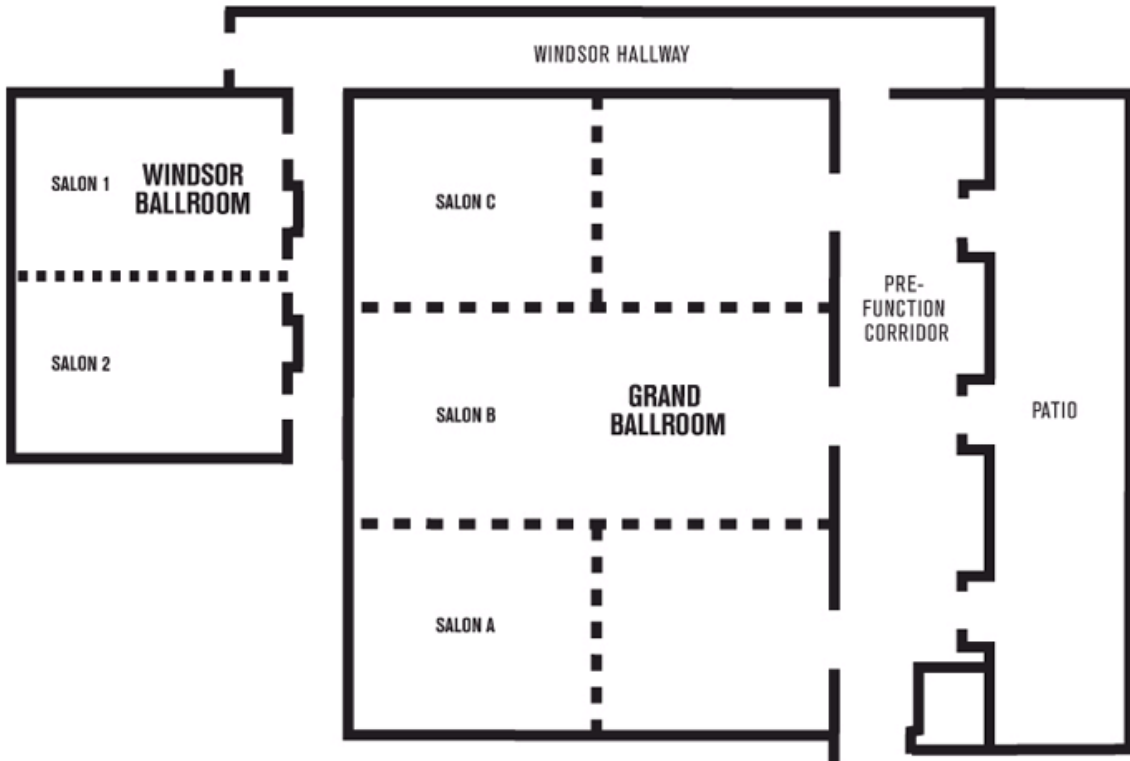 WINDSOR HALLWAY
SALON 1
WINDSOR
BALLROOM
SALON 2
SALON C
SALON B
GRAND
BALLROOM
SALON A
PRE-
FUNCTION
CORRIDOR
PATIO